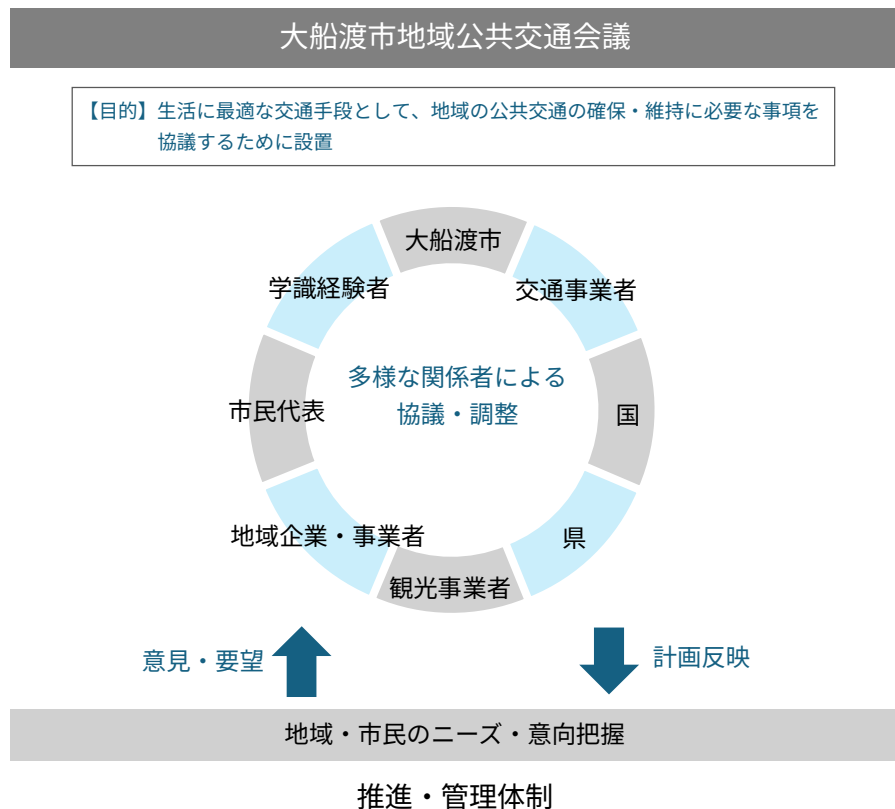 大船渡市地域公共交通会議
【目的】生活に最適な交通手段として、地域の公共交通の確保・維持に必要な事項を
協議するために設置
大船渡市
学識経験者
交通事業者
多様な関係者による
協議・調整
市民代表
国
地域企業・事業者
県
観光事業者
意見・要望
計画反映
地域・市民のニーズ・意向把握
推進・管理体制